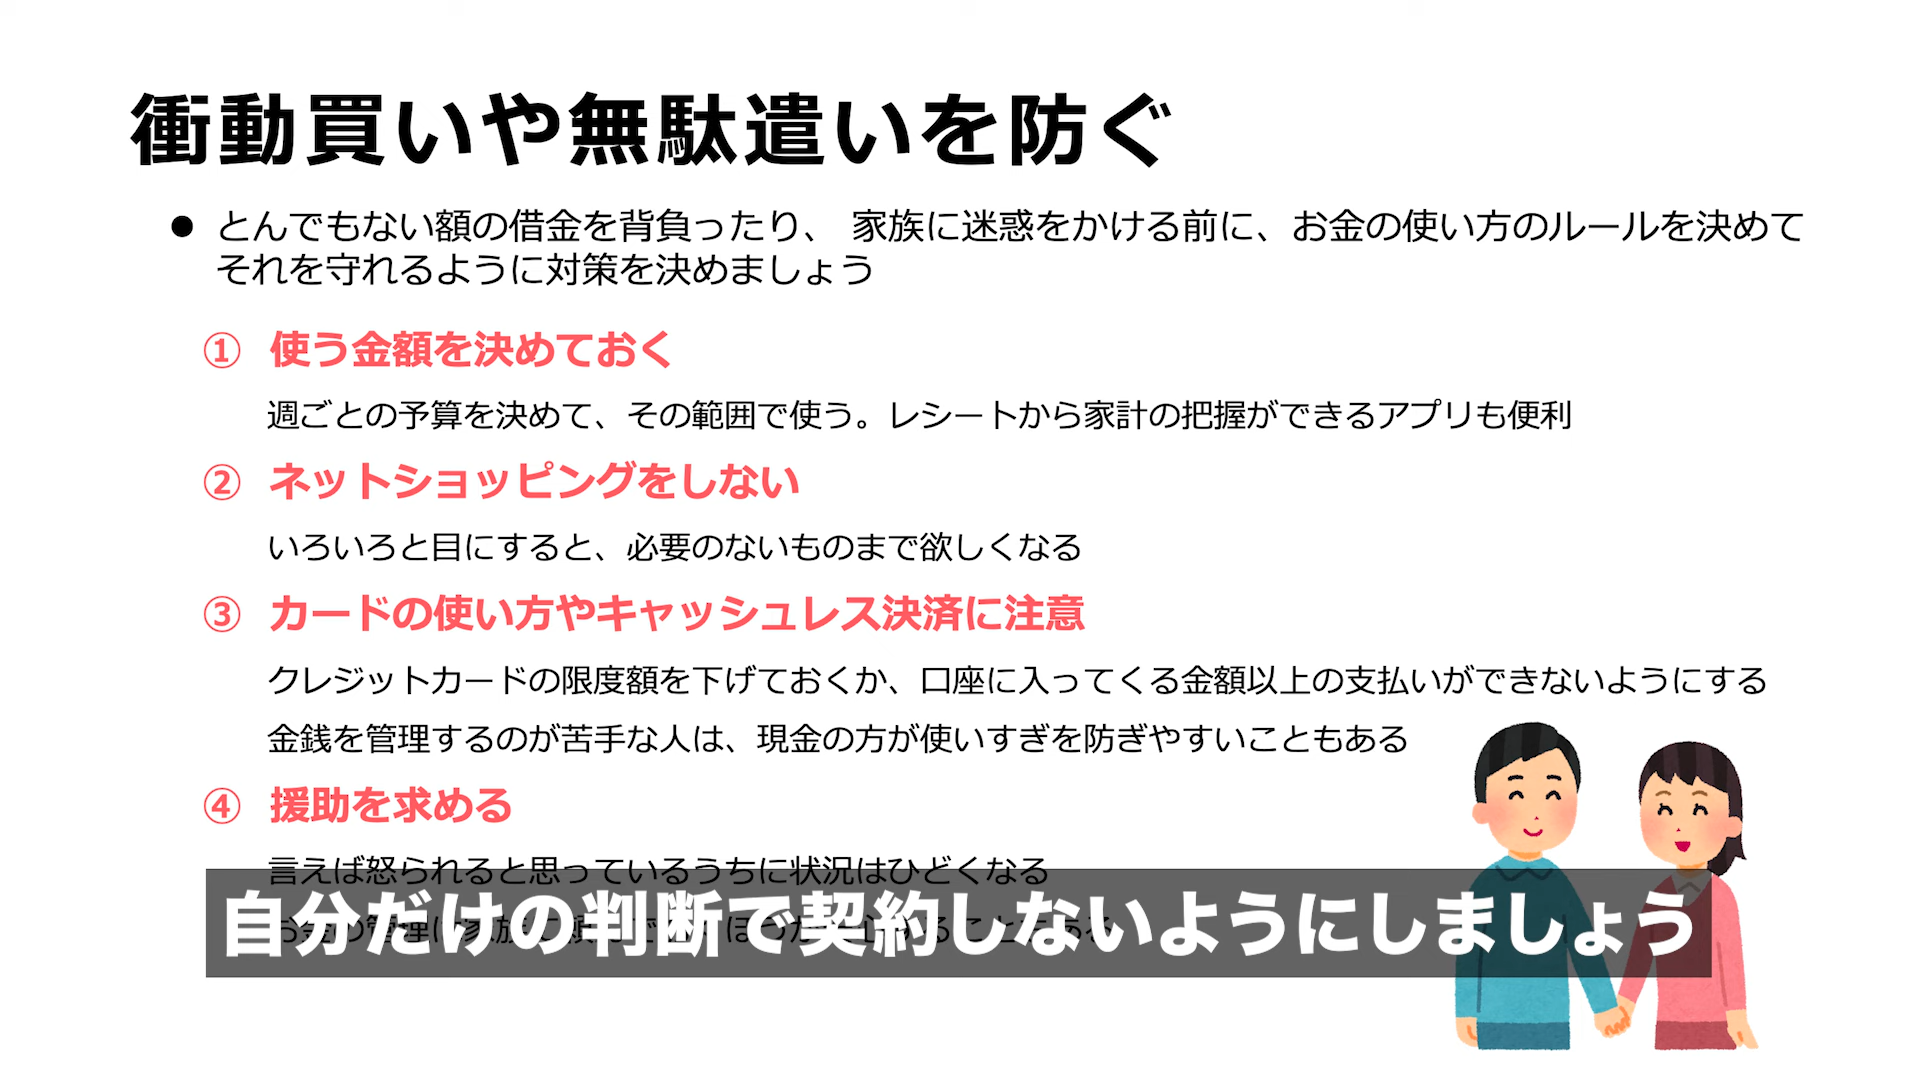 衝動買いや無駄遣いを防ぐ
● とんでもない額の借金を背負ったり、 家族に迷惑をかける前に、お金の使い方のルールを決めて
それを守れるように対策を決めましょう
① 使う金額を決めておく
週ごとの予算を決めて、その範囲で使う。レシートから家計の把握ができるアプリも便利
② ネットショッピングをしない
いろいろと目にすると、必要のないものまで欲しくなる
③ カードの使い方やキャッシュレス決済に注意
クレジットカードの限度額を下げておくか、口座に入ってくる金額以上の支払いができないようにする
金銭を管理するのが苦手な人は、現金の方が使いすぎを防ぎやすいこともある
④ 援助を求める
言えば怒られると思っているうちに状況はひどくなる
自分だけの判断で契約しないようにしましょう